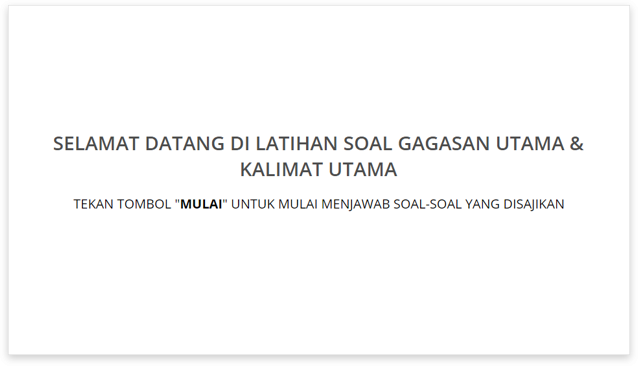 SELAMAT DATANG DI LATIHAN SOAL GAGASAN UTAMA &
KALIMAT UTAMA
TEKAN TOMBOL "MULAI" UNTUK MULAI MENJAWAB SOAL-SOAL YANG DISAJIKAN